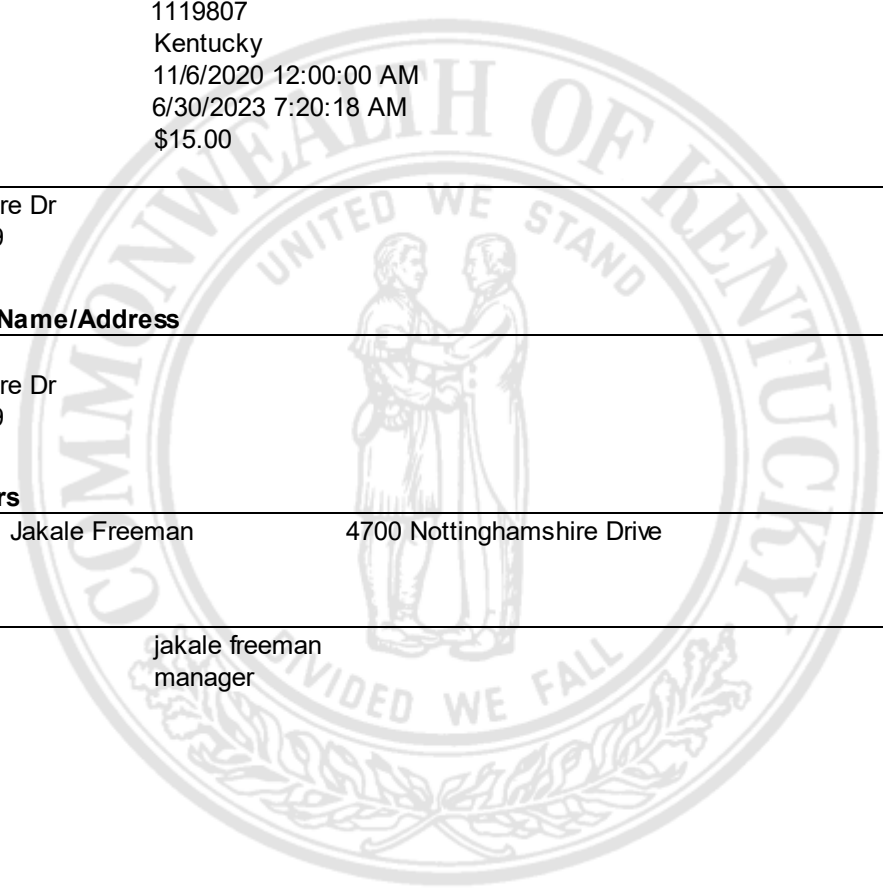 1119807
Kentucky
11/6/2020 12:00:00 AM
6/30/2023 7:20:18 AM
$15.00
re Dr
9
Name/Address
re Dr
9
rs
Jakale Freeman 4700 Nottinghamshire Drive
jakale freeman
manager
COMMONWEALTH OF KENTUCKY
UNITED WE STAND
DIVIDED WE FALL